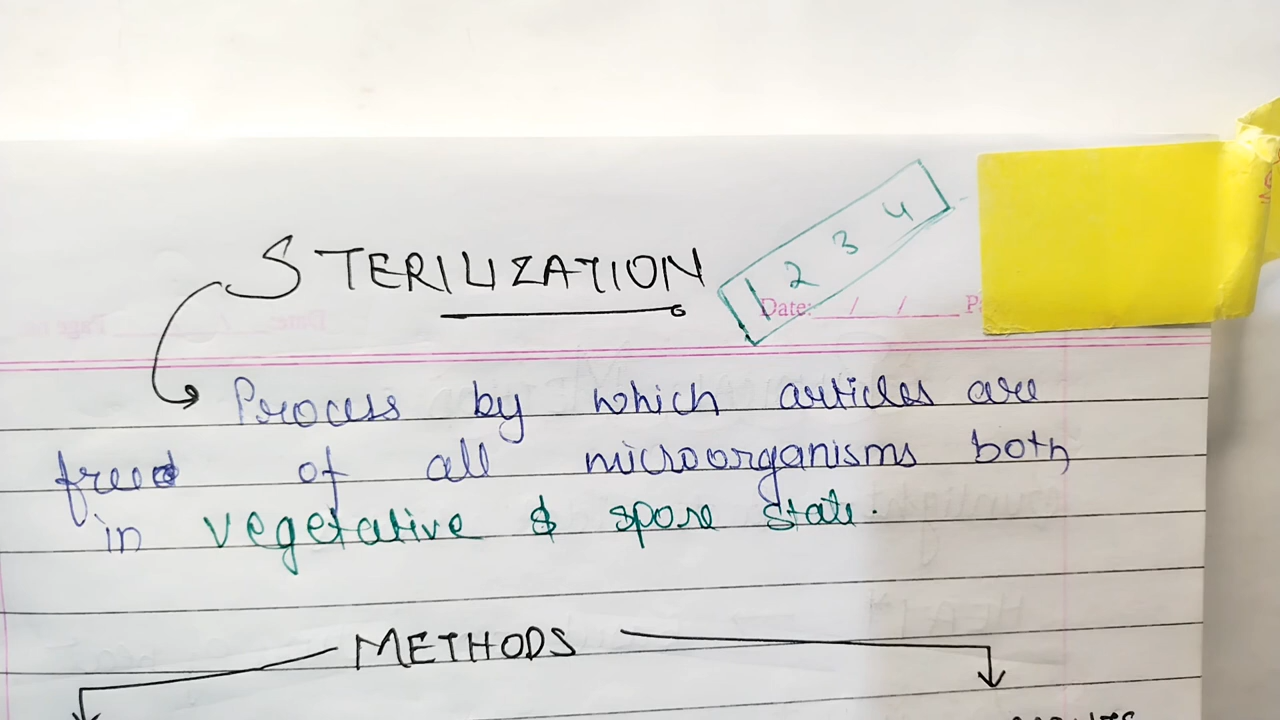 STERILIZATION
1 2 3 4
Date: / /
Process by which articles are
freed of all microorganisms both
in vegetative & spore state.
METHODS